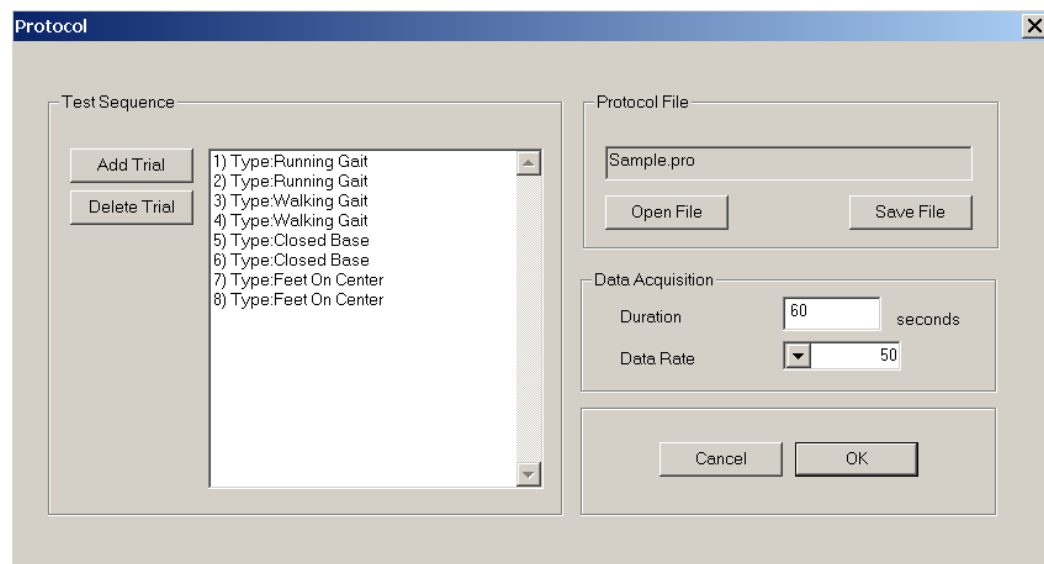 Protocol
Test Sequence
Add Trial
Delete Trial
1) Type:Running Gait
2) Type:Running Gait
3) Type:Walking Gait
4) Type:Walking Gait
5) Type:Closed Base
6) Type:Closed Base
7) Type:Feet On Center
8) Type:Feet On Center
Protocol File
Sample.pro
Open File
Save File
Data Acquisition
Duration 60 seconds
Data Rate 50
Cancel
OK